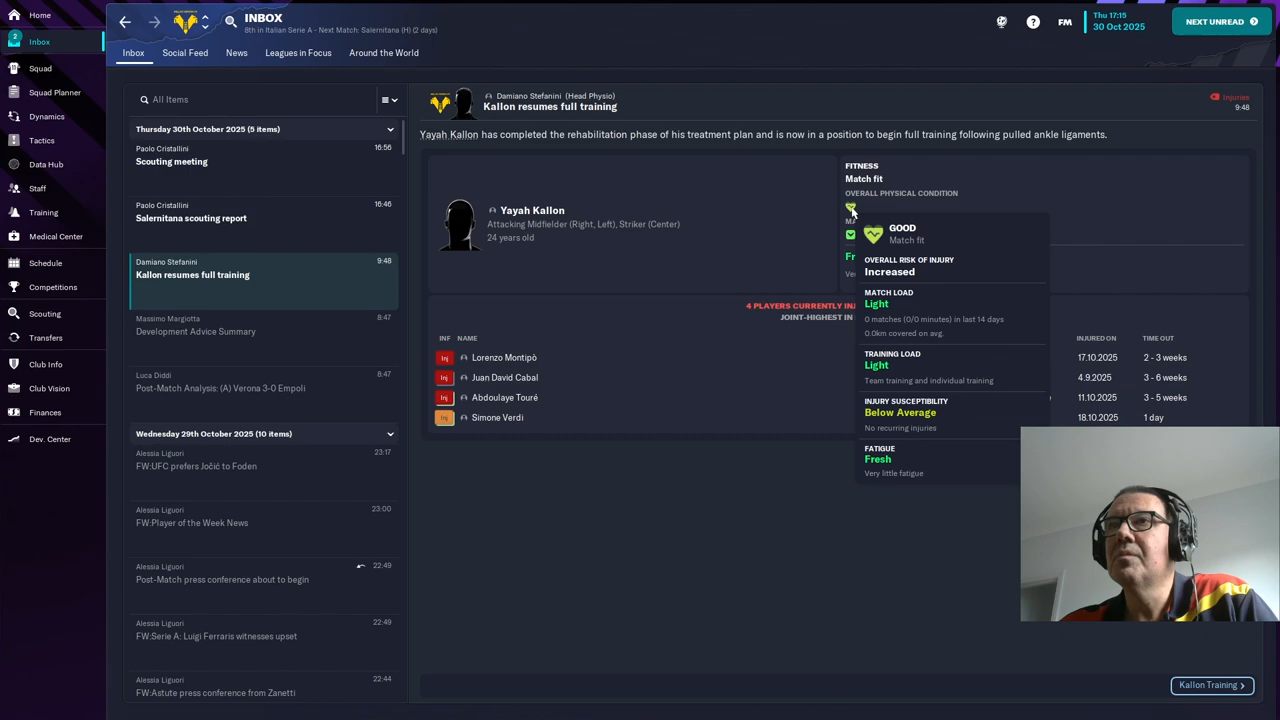 Home
INBOX
8th in Italian Serie A - Next Match: Salernitana (H) (2 days)
FM
Thu 17:15
30 Oct 2025
NEXT UNREAD
2
Inbox
Squad
Squad Planner
Dynamics
Tactics
Data Hub
Staff
Training
Medical Center
Schedule
Competitions
Scouting
Transfers
Club Info
Club Vision
Finances
Dev. Center
Inbox
Social Feed
News
Leagues in Focus
Around the World
All Items
Thursday 30th October 2025 (5 items)
Paolo Cristallini 16:56
Scouting meeting
Paolo Cristallini 16:46
Salernitana scouting report
Damiano Stefanini 9:48
Kallon resumes full training
Massimo Margiotta 8:47
Development Advice Summary
Luca Diddi 8:47
Post-Match Analysis: (A) Verona 3-0 Empoli
Wednesday 29th October 2025 (10 items)
Alessia Liguori 23:17
FW:UFC prefers Jočić to Foden
Alessia Liguori 23:00
FW:Player of the Week News
Alessia Liguori 22:49
Post-Match press conference about to begin
Alessia Liguori 22:49
FW:Serie A: Luigi Ferraris witnesses upset
Alessia Liguori 22:44
FW:Astute press conference from Zanetti
Damiano Stefanini (Head Physio)
Kallon resumes full training
Injuries
9:48
Yayah Kallon has completed the rehabilitation phase of his treatment plan and is now in a position to begin full training following pulled ankle ligaments.
Yayah Kallon
Attacking Midfielder (Right, Left), Striker (Center)
24 years old
FITNESS
Match fit
OVERALL PHYSICAL CONDITION
GOOD
Match fit
OVERALL RISK OF INJURY
Increased
MATCH LOAD
Light
0 matches (0/0 minutes) in last 14 days
0.0km covered on avg.
TRAINING LOAD
Light
Team training and individual training
INJURY SUSCEPTIBILITY
Below Average
No recurring injuries
FATIGUE
Fresh
Very little fatigue
4 PLAYERS CURRENTLY
JOINT-HIGHEST IN
INF NAME INJURED ON TIME OUT
Inj Lorenzo Montipò 17.10.2025 2 - 3 weeks
Inj Juan David Cabal 4.9.2025 3 - 6 weeks
Inj Abdoulaye Touré 11.10.2025 3 - 5 weeks
Inj Simone Verdi 18.10.2025 1 day
Kallon Training